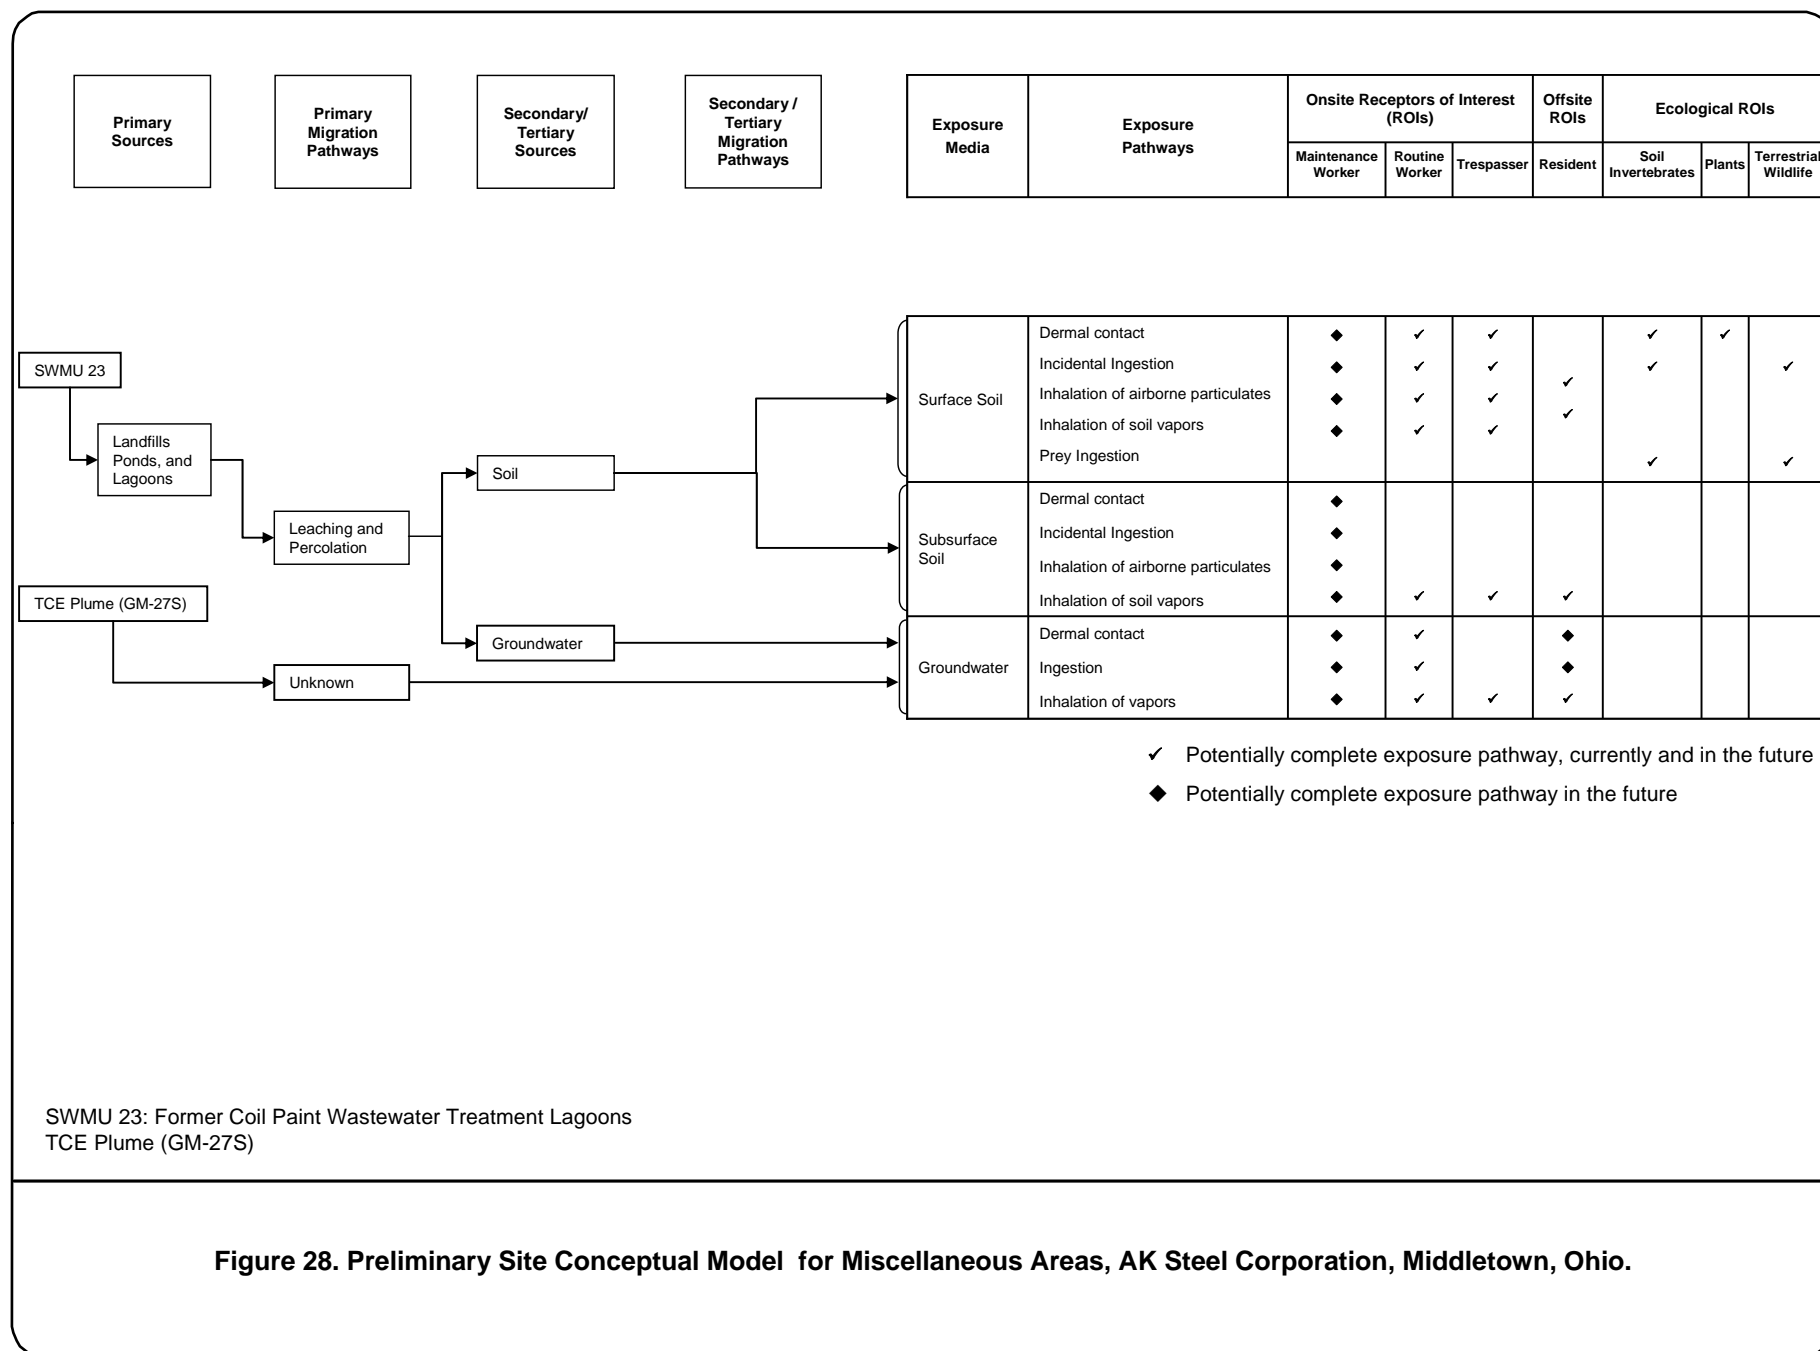 Primary
Sources
Primary
Migration
Pathways
Secondary/
Tertiary
Sources
Secondary /
Tertiary
Migration
Pathways
Exposure
Media
Exposure
Pathways
Onsite Receptors of Interest
(ROIs)
Offsite
ROIs
Ecological ROIs
Maintenance
Worker
Routine
Worker
Trespasser
Resident
Soil
Invertebrates
Plants
Terrestrial
Wildlife
SWMU 23
Landfills
Ponds, and
Lagoons
Leaching and
Percolation
Soil
TCE Plume (GM-27S)
Groundwater
Unknown
Surface Soil
Dermal contact ◆ ✓ ✓ ✓ ✓
Incidental Ingestion ◆ ✓ ✓ ✓ ✓
Inhalation of airborne particulates ◆ ✓ ✓ ✓
Inhalation of soil vapors ◆ ✓ ✓ ✓
Prey Ingestion ✓ ✓
Subsurface
Soil
Dermal contact ◆
Incidental Ingestion ◆
Inhalation of airborne particulates ◆
Inhalation of soil vapors ◆ ✓ ✓ ✓
Groundwater
Dermal contact ◆ ✓ ◆
Ingestion ◆ ✓ ◆
Inhalation of vapors ◆ ✓ ✓ ✓
✓ Potentially complete exposure pathway, currently and in the future
◆ Potentially complete exposure pathway in the future
SWMU 23: Former Coil Paint Wastewater Treatment Lagoons
TCE Plume (GM-27S)
Figure 28. Preliminary Site Conceptual Model for Miscellaneous Areas, AK Steel Corporation, Middletown, Ohio.